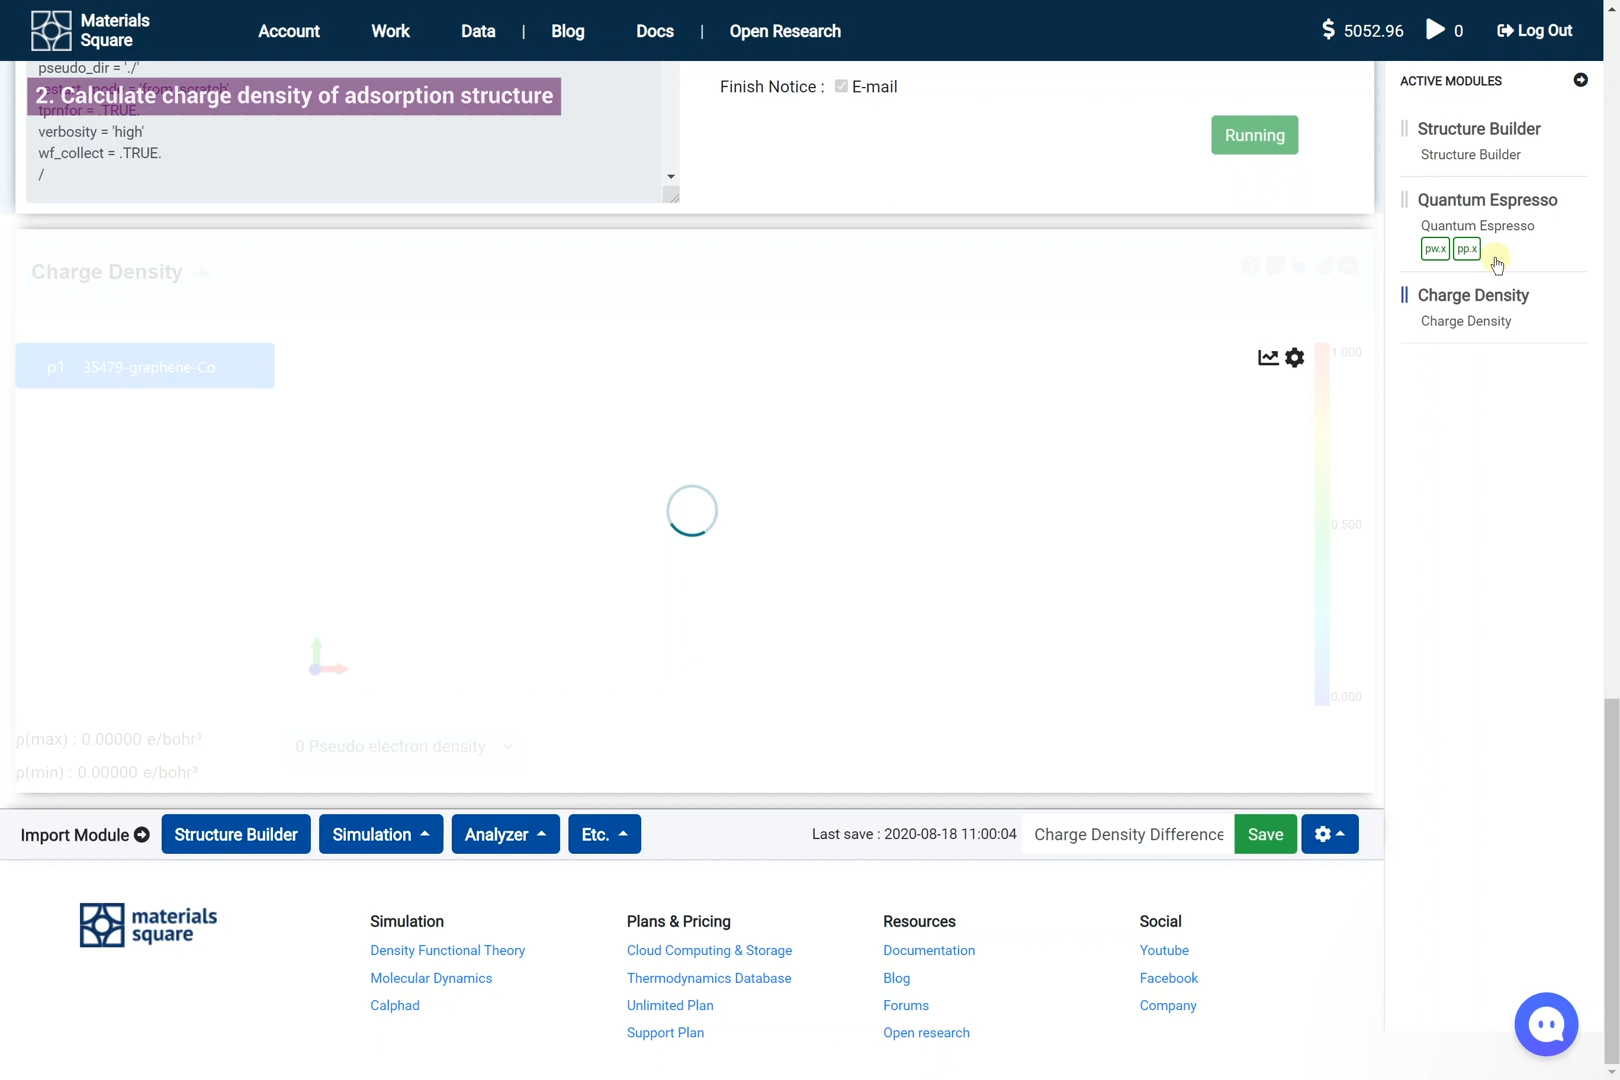 Materials
Square
Account
Work
Data
|
Blog
Docs
|
Open Research
$ 5052.96
0
Log Out
pseudo_dir = './'
2. Calculate charge density of adsorption structure
tprnfor = .TRUE.
verbosity = 'high'
wf_collect = .TRUE.
/
Finish Notice : E-mail
Running
ACTIVE MODULES
Structure Builder
Structure Builder
Quantum Espresso
Quantum Espresso
pw.x pp.x
Charge Density
Charge Density
Charge Density
p1 35479-graphene-Co
1.000
0.500
0.000
ρ(max) : 0.00000 e/bohr³
ρ(min) : 0.00000 e/bohr³
0 Pseudo electron density
Import Module
Structure Builder
Simulation
Analyzer
Etc.
Last save : 2020-08-18 11:00:04
Charge Density Difference
Save
materials
square
Simulation
Density Functional Theory
Molecular Dynamics
Calphad
Plans & Pricing
Cloud Computing & Storage
Thermodynamics Database
Unlimited Plan
Support Plan
Resources
Documentation
Blog
Forums
Open research
Social
Youtube
Facebook
Company